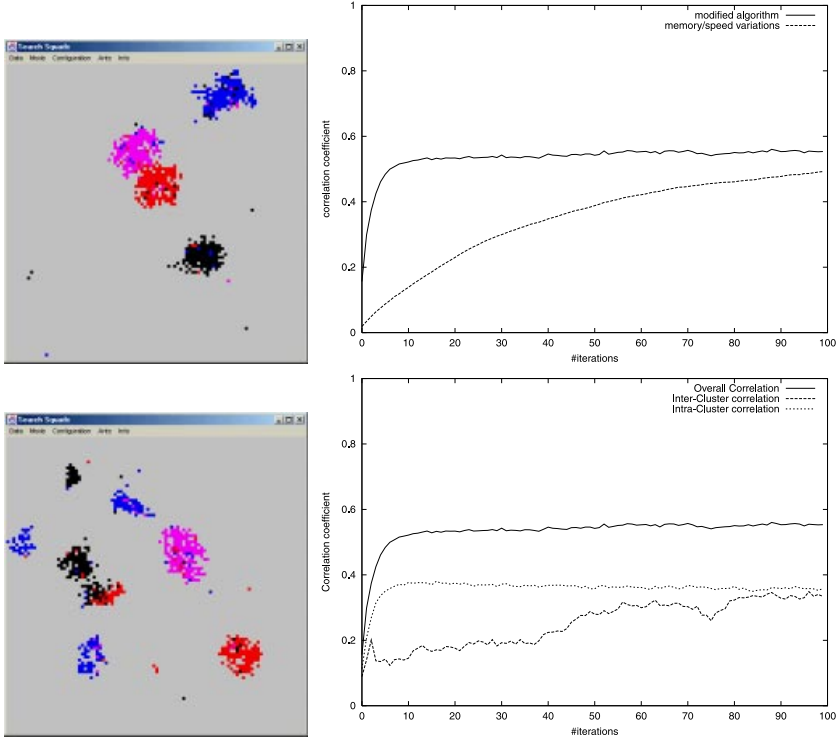 Search Squads
Data Mode Configuration Ants Info
modified algorithm
memory/speed variations
correlation coefficient
1
0.8
0.6
0.4
0.2
0
0 10 20 30 40 50 60 70 80 90 100
#iterations
Search Squads
Data Mode Configuration Ants Info
Overall Correlation
Inter-Cluster correlation
Intra-Cluster correlation
Correlation coefficient
1
0.8
0.6
0.4
0.2
0
0 10 20 30 40 50 60 70 80 90 100
#iterations